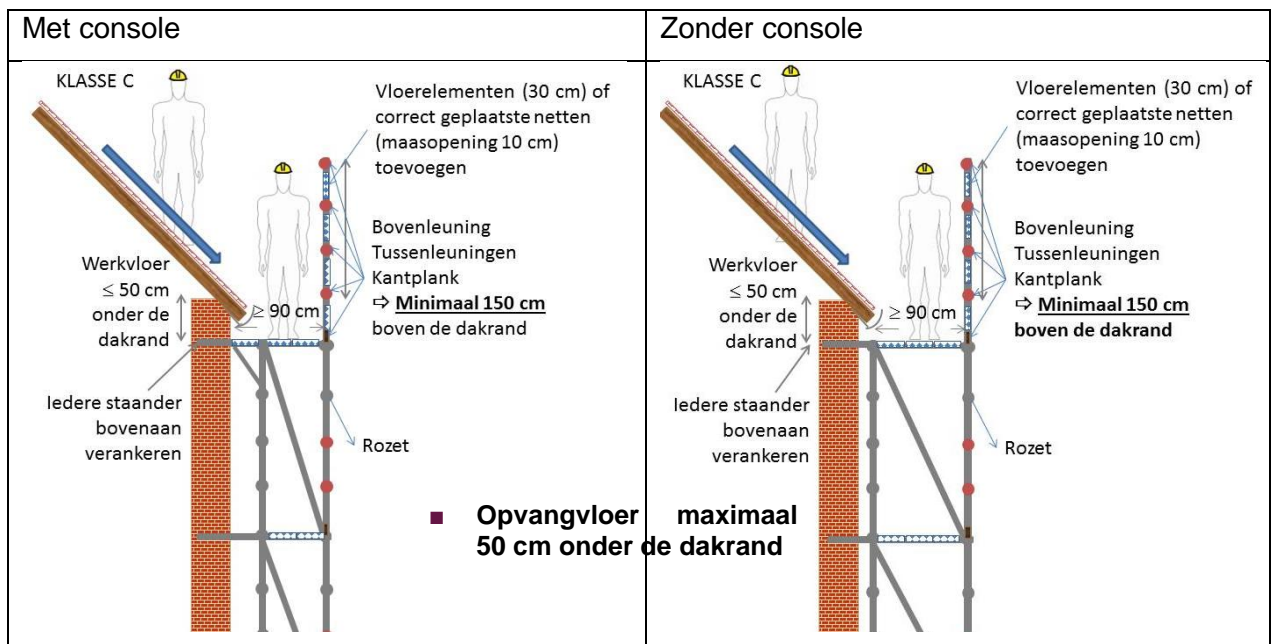 Met console
KLASSE C
Vloerelementen (30 cm) of
correct geplaatste netten
(maasopening 10 cm)
toevoegen
Bovenleuning
Tussenleuningen
Kantplank
⇨ Minimaal 150 cm
boven de dakrand
Werkvloer
≤ 50 cm
onder de
dakrand
≥ 90 cm
Iedere staander
bovenaan
verankeren
Rozet
Zonder console
KLASSE C
Vloerelementen (30 cm) of
correct geplaatste netten
(maasopening 10 cm)
toevoegen
Bovenleuning
Tussenleuningen
Kantplank
⇨ Minimaal 150 cm
boven de dakrand
Werkvloer
≤ 50 cm
onder de
dakrand
≥ 90 cm
Iedere staander
bovenaan
verankeren
Rozet
■ Opvangvloer maximaal
50 cm onder de dakrand